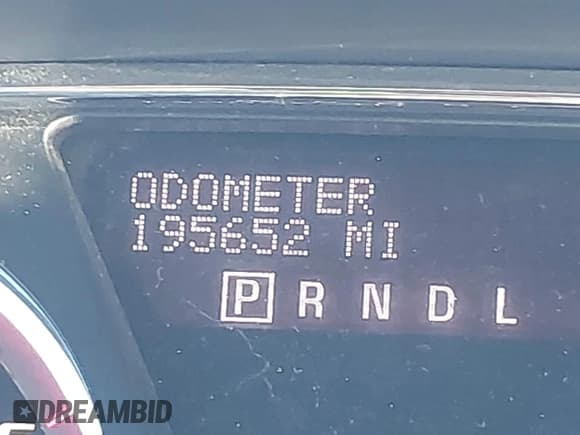 ODOMETER
195652 MI
P R N D L
DREAMBID